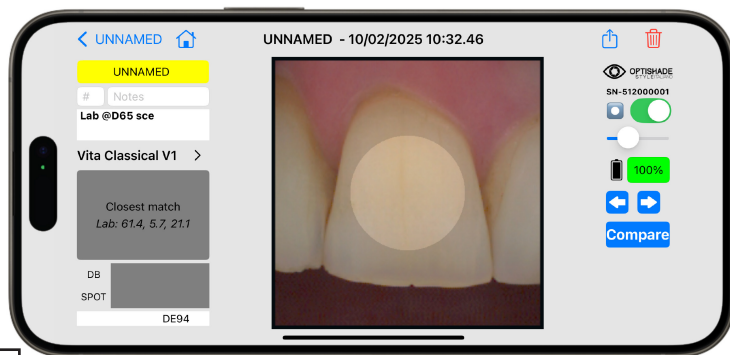 UNNAMED
UNNAMED - 10/02/2025 10:32.46
UNNAMED
# Notes
Lab @D65 sce
Vita Classical V1 >
Closest match
Lab: 61.4, 5.7, 21.1
DB
SPOT
DE94
OPTISHADE
STYLEITALIANO
SN-512000001
100%
Compare